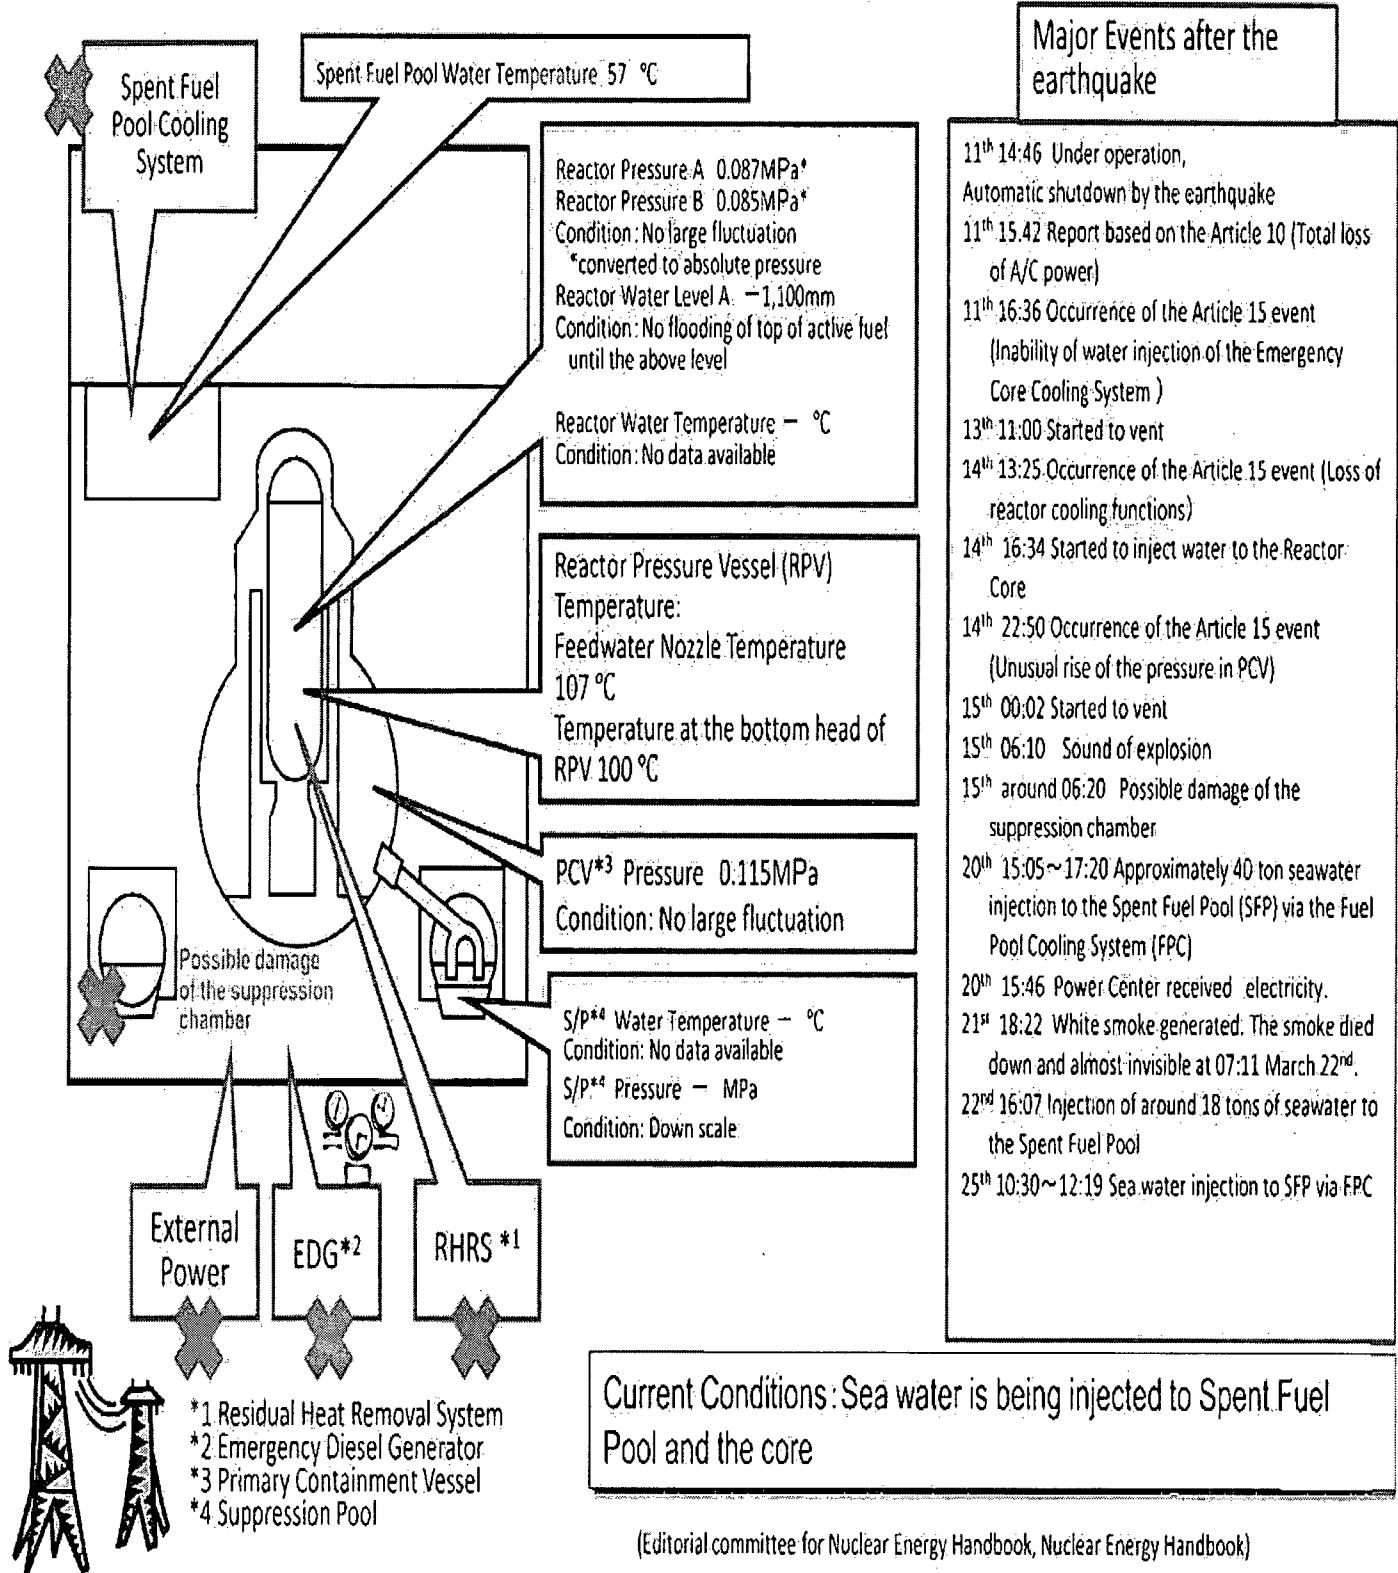 Spent Fuel
Pool Cooling
System
Spent Fuel Pool Water Temperature 57 ℃
Reactor Pressure A 0.087MPa*
Reactor Pressure B 0.085MPa*
Condition: No large fluctuation
*converted to absolute pressure
Reactor Water Level A －1,100mm
Condition: No flooding of top of active fuel
until the above level
Reactor Water Temperature － ℃
Condition: No data available
Reactor Pressure Vessel (RPV)
Temperature:
Feedwater Nozzle Temperature
107 ℃
Temperature at the bottom head of
RPV 100 ℃
PCV*3 Pressure 0.115MPa
Condition: No large fluctuation
Possible damage
of the suppression
chamber
S/P*4 Water Temperature － ℃
Condition: No data available
S/P*4 Pressure － MPa
Condition: Down scale
External
Power
EDG*2
RHRS *1
*1 Residual Heat Removal System
*2 Emergency Diesel Generator
*3 Primary Containment Vessel
*4 Suppression Pool
Major Events after the
earthquake
11th 14:46 Under operation,
Automatic shutdown by the earthquake
11th 15.42 Report based on the Article 10 (Total loss
of A/C power)
11th 16:36 Occurrence of the Article 15 event
(Inability of water injection of the Emergency
Core Cooling System )
13th 11:00 Started to vent
14th 13:25 Occurrence of the Article 15 event (Loss of
reactor cooling functions)
14th 16:34 Started to inject water to the Reactor
Core
14th 22:50 Occurrence of the Article 15 event
(Unusual rise of the pressure in PCV)
15th 00:02 Started to vent
15th 06:10 Sound of explosion
15th around 06:20 Possible damage of the
suppression chamber
20th 15:05～17:20 Approximately 40 ton seawater
injection to the Spent Fuel Pool (SFP) via the Fuel
Pool Cooling System (FPC)
20th 15:46 Power Center received electricity.
21st 18:22 White smoke generated. The smoke died
down and almost invisible at 07:11 March 22nd.
22nd 16:07 Injection of around 18 tons of seawater to
the Spent Fuel Pool
25th 10:30～12:19 Sea water injection to SFP via FPC
Current Conditions : Sea water is being injected to Spent Fuel
Pool and the core
(Editorial committee for Nuclear Energy Handbook, Nuclear Energy Handbook)